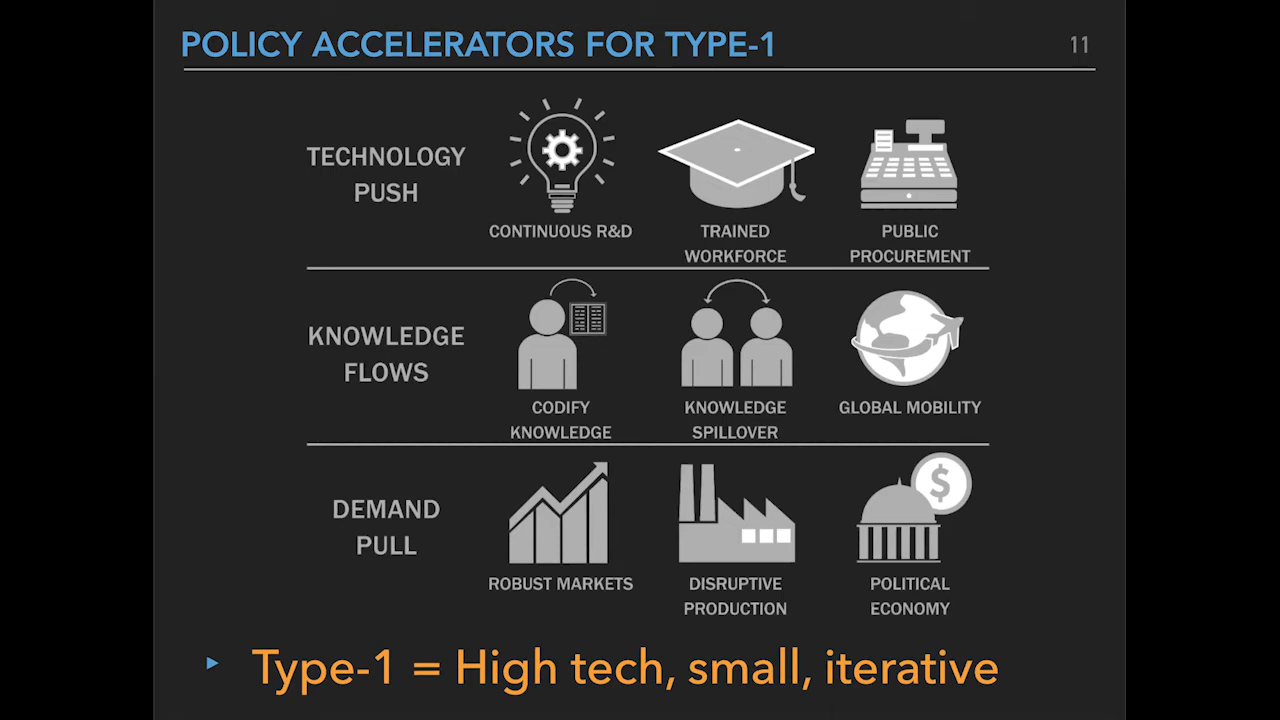 POLICY ACCELERATORS FOR TYPE-1
11
TECHNOLOGY
PUSH
CONTINUOUS R&D
TRAINED
WORKFORCE
PUBLIC
PROCUREMENT
KNOWLEDGE
FLOWS
CODIFY
KNOWLEDGE
KNOWLEDGE
SPILLOVER
GLOBAL MOBILITY
DEMAND
PULL
ROBUST MARKETS
DISRUPTIVE
PRODUCTION
$
POLITICAL
ECONOMY
Type-1 = High tech, small, iterative